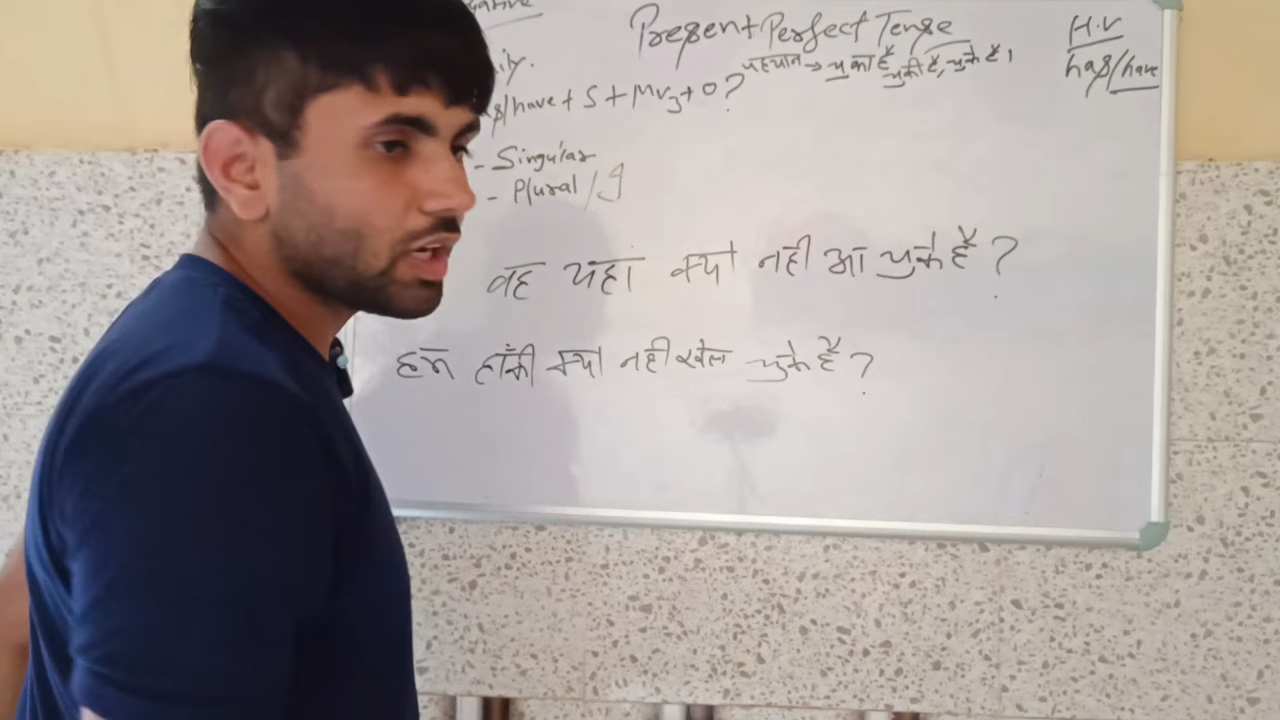 Present Perfect Tense
H.V
पहचान → चुका है, चुकी है, चुके हैं।
has/have
/have + S + MV3 + O?
- Singular
- Plural / I
वह यहा क्यो नही आ चुके हैं ?
हम हॉकी क्यो नही खेल चुके हैं ?